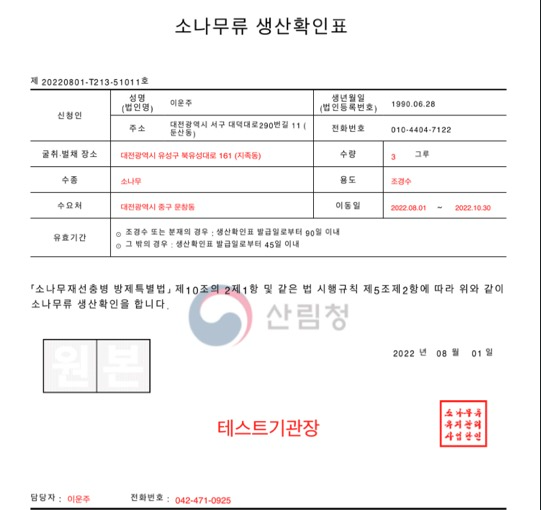 소나무류 생산확인표
제 20220801-T213-51011호
신청인
성명
(법인명)
이운주
생년월일
(법인등록번호)
1990.06.28
주소
대전광역시 서구 대덕대로290번길 11 (
둔산동)
전화번호
010-4404-7122
굴취·벌채 장소
대전광역시 유성구 북유성대로 161 (지족동)
수량
3 그루
수종
소나무
용도
조경수
수요처
대전광역시 중구 문창동
이동일
2022.08.01 ~ 2022.10.30
유효기간
⊙ 조경수 또는 분재의 경우 : 생산확인표 발급일로부터 90일 이내
⊙ 그 밖의 경우 : 생산확인표 발급일로부터 45일 이내
「소나무재선충병 방제특별법」 제10조의 2제1항 및 같은 법 시행규칙 제5조제2항에 따라 위와 같이
소나무류 생산확인을 합니다.
산림청
2022 년 08 월 01 일
원본
테스트기관장
담당자 : 이운주 전화번호 : 042-471-0925